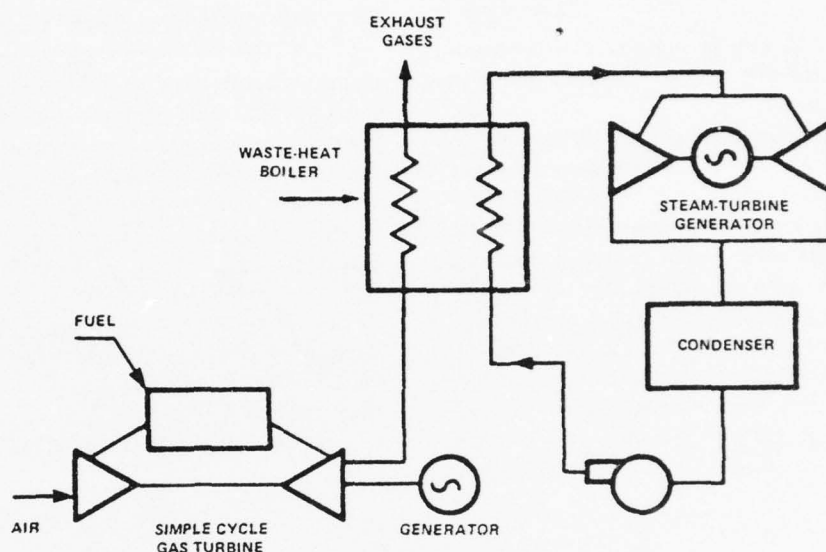 EXHAUST
GASES
WASTE-HEAT
BOILER
STEAM-TURBINE
GENERATOR
FUEL
CONDENSER
AIR
SIMPLE CYCLE
GAS TURBINE
GENERATOR